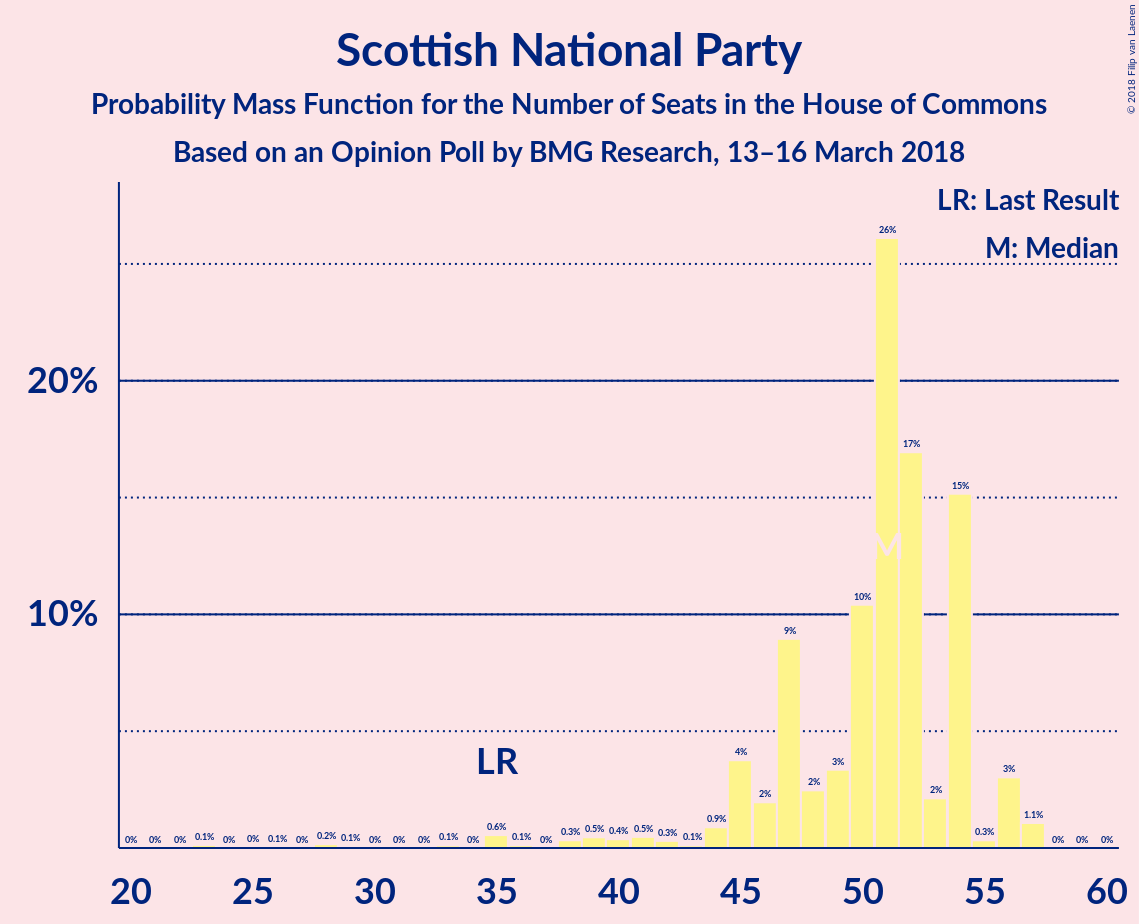 Scottish National Party
Probability Mass Function for the Number of Seats in the House of Commons
Based on an Opinion Poll by BMG Research, 13–16 March 2018
© 2018 Filip van Laenen
LR: Last Result
M: Median
20%
10%
26%
17%
15%
M
10%
9%
LR
4%
2%
2%
3%
2%
3%
0% 0% 0% 0.1% 0% 0% 0.1% 0% 0.2% 0.1% 0% 0% 0% 0.1% 0% 0.6% 0.1% 0% 0.3% 0.5% 0.4% 0.5% 0.3% 0.1% 0.9% 0.3% 1.1% 0% 0% 0%
20 25 30 35 40 45 50 55 60